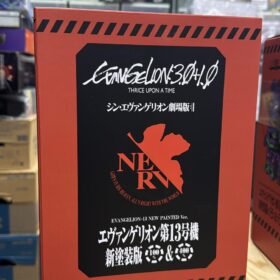 EVANGELION:3.0+1.0
THRICE UPON A TIME
シン・エヴァンゲリオン劇場版:||
NERV
GOD'S IN HIS HEAVEN. ALL'S RIGHT WITH THE WORLD.
EVANGELION-13 NEW PAINTED Ver.
エヴァンゲリオン第13号機
新塗装版 100% & 400%